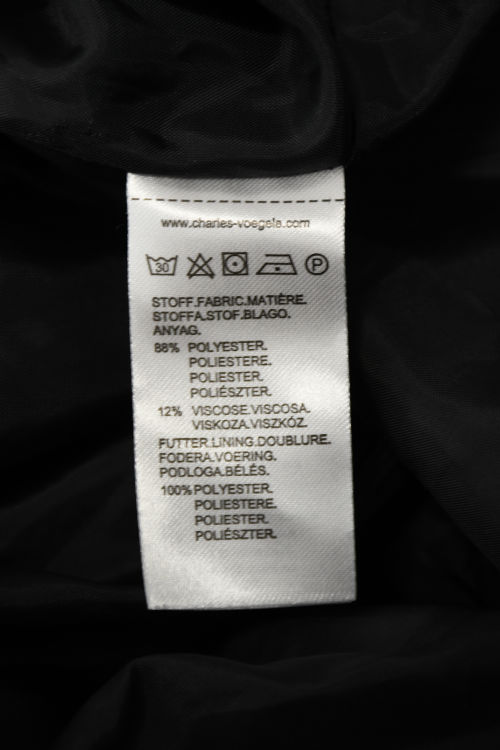 www.charles-voegele.com
30 P
STOFF.FABRIC.MATIÈRE.
STOFFA.STOF.BLAGO.
ANYAG.
88% POLYESTER.
POLIESTERE.
POLIESTER.
POLIÉSZTER.
12% VISCOSE.VISCOSA.
VISKOZA.VISZKÓZ.
FUTTER.LINING.DOUBLURE.
FODERA.VOERING.
PODLOGA.BÉLÉS.
100% POLYESTER.
POLIESTERE.
POLIESTER.
POLIÉSZTER.